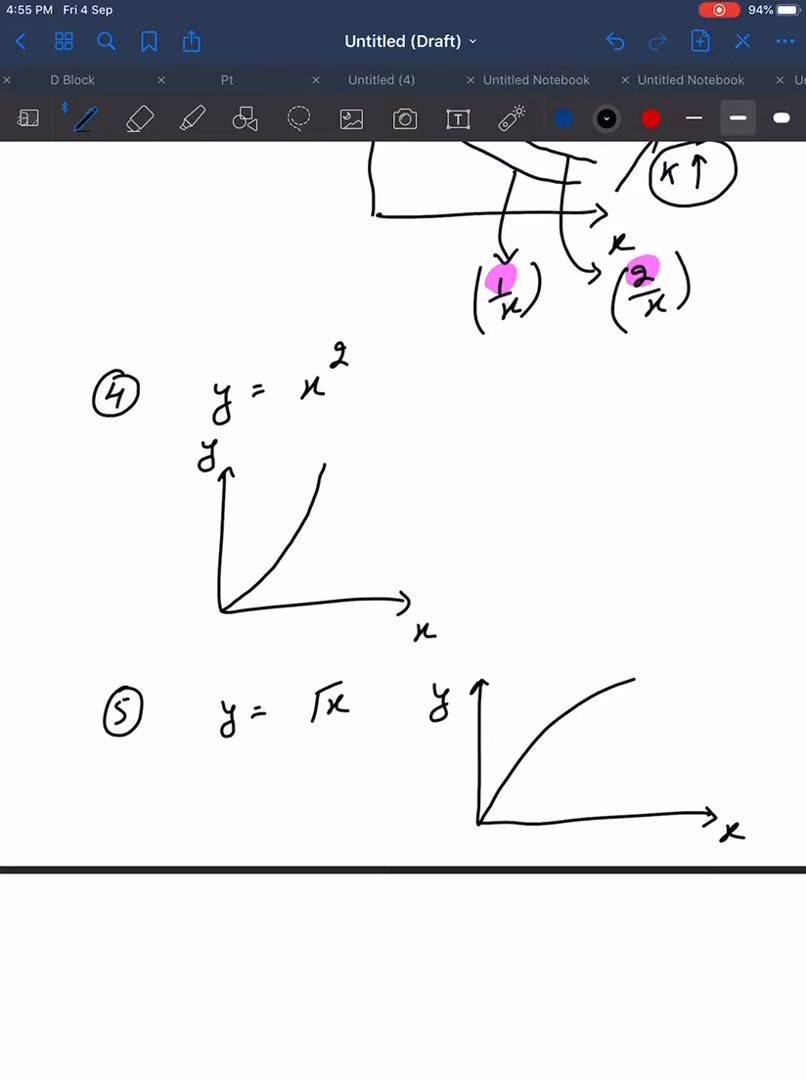 4:55 PM Fri 4 Sep
94%
Untitled (Draft)
D Block
Pt
Untitled (4)
Untitled Notebook
Untitled Notebook
T
K ↑
x
(1/x) (2/x)
④ y = x²
y
x
⑤ y = √x
y
x